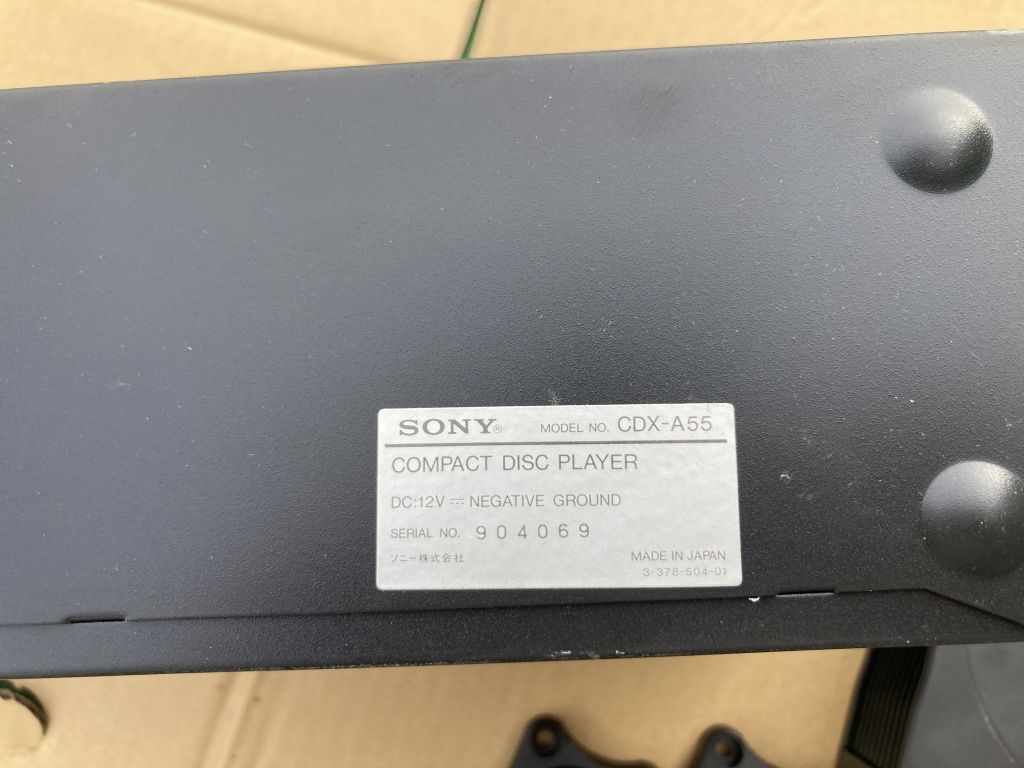 SONY® MODEL NO. CDX-A55
COMPACT DISC PLAYER
DC:12V ⎓ NEGATIVE GROUND
SERIAL NO. 904069
ソニー株式会社 MADE IN JAPAN
3-378-504-01